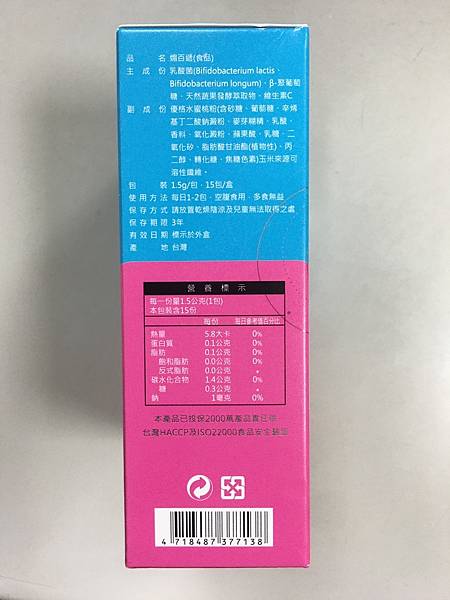 品名 媚百遞(食品)
主成份 乳酸菌(Bifidobacterium lactis、
Bifidobacterium longum)、β-聚葡萄
糖、天然蔬果發酵萃取物、維生素C
副成份 優格水蜜桃粉(含砂糖、葡萄糖、辛烯
基丁二酸鈉澱粉、麥芽糊精、乳酸、
香料、氧化澱粉、蘋果酸、乳糖、二
氧化矽、脂肪酸甘油酯(植物性)、丙
二醇、轉化糖、焦糖色素)玉米來源可
溶性纖維。
包裝 1.5g/包，15包/盒
使用方法 每日1-2包，空腹食用，多食無益
保存方式 請放置乾燥陰涼及兒童無法取得之處
保存期限 3年
有效日期 標示於外盒
產地 台灣
營養標示
每一份量1.5公克(1包)
本包裝含15份
每份 每日參考值百分比
熱量 5.8大卡 0%
蛋白質 0.1公克 0%
脂肪 0.1公克 0%
飽和脂肪 0.0公克 0%
反式脂肪 0.0公克 *
碳水化合物 1.4公克 0%
糖 0.3公克 *
鈉 1毫克 0%
本產品已投保2000萬產品責任險
台灣HACCP及ISO22000食品安全驗證
4 718487 377138